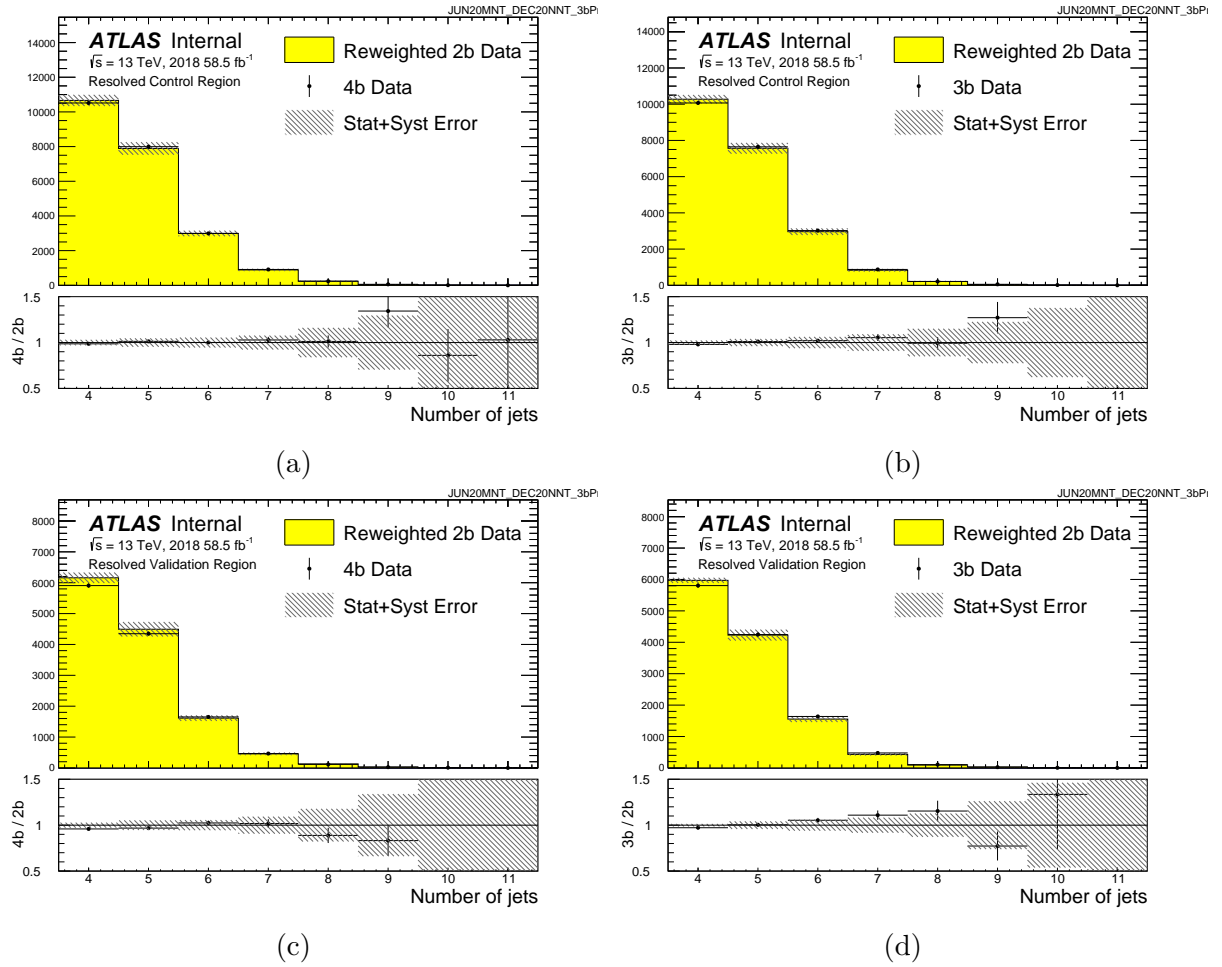 JUN20MNT_DEC20NNT_3bPr
ATLAS Internal
√s = 13 TeV, 2018 58.5 fb⁻¹
Resolved Control Region
Reweighted 2b Data
4b Data
Stat+Syst Error
14000
12000
10000
8000
6000
4000
2000
0
1.5
1
0.5
4b / 2b
4 5 6 7 8 9 10 11
Number of jets
(a)
JUN20MNT_DEC20NNT_3bPr
ATLAS Internal
√s = 13 TeV, 2018 58.5 fb⁻¹
Resolved Control Region
Reweighted 2b Data
3b Data
Stat+Syst Error
14000
12000
10000
8000
6000
4000
2000
0
1.5
1
0.5
3b / 2b
4 5 6 7 8 9 10 11
Number of jets
(b)
JUN20MNT_DEC20NNT_3bPr
ATLAS Internal
√s = 13 TeV, 2018 58.5 fb⁻¹
Resolved Validation Region
Reweighted 2b Data
4b Data
Stat+Syst Error
8000
7000
6000
5000
4000
3000
2000
1000
0
1.5
1
0.5
4b / 2b
4 5 6 7 8 9 10 11
Number of jets
(c)
JUN20MNT_DEC20NNT_3bPr
ATLAS Internal
√s = 13 TeV, 2018 58.5 fb⁻¹
Resolved Validation Region
Reweighted 2b Data
3b Data
Stat+Syst Error
8000
7000
6000
5000
4000
3000
2000
1000
0
1.5
1
0.5
3b / 2b
4 5 6 7 8 9 10 11
Number of jets
(d)